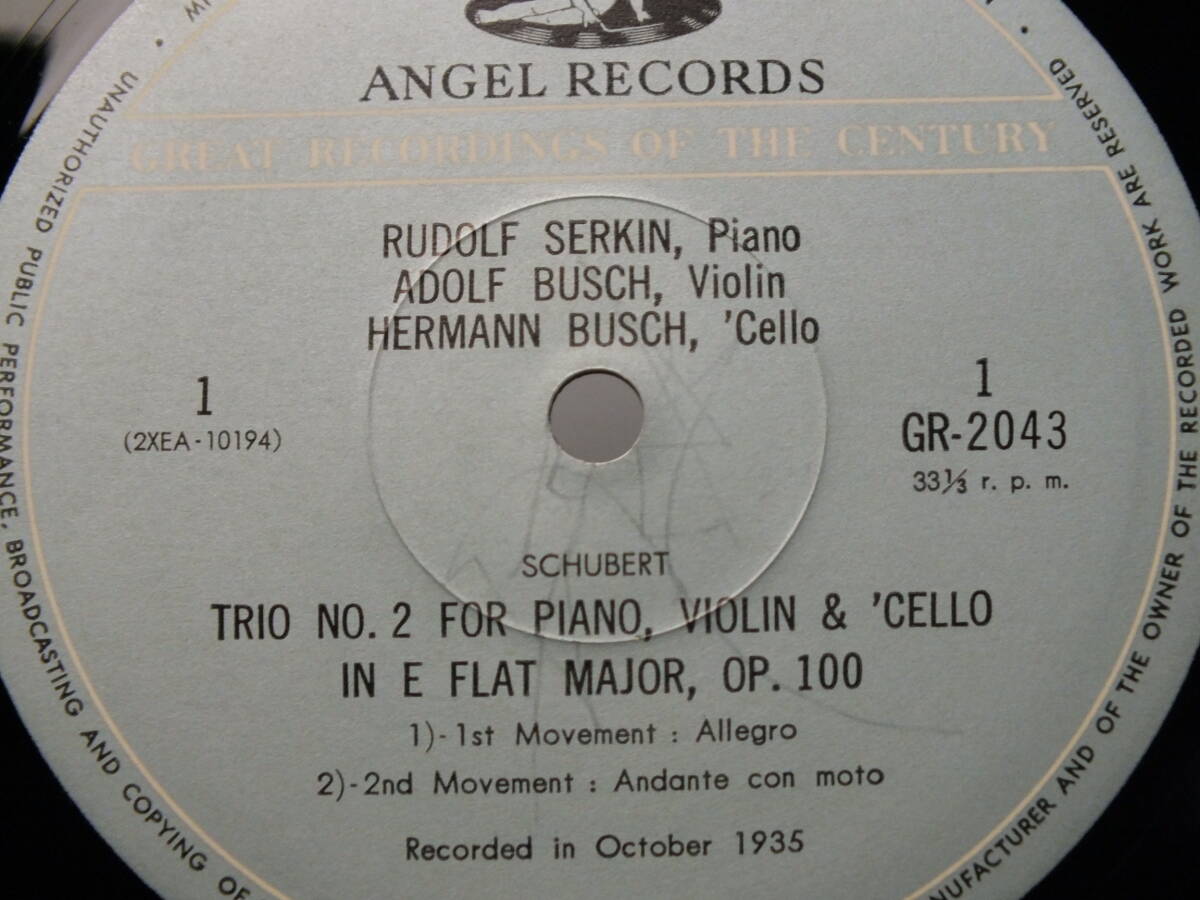 ANGEL RECORDS
GREAT RECORDINGS OF THE CENTURY
RUDOLF SERKIN, Piano
ADOLF BUSCH, Violin
HERMANN BUSCH, 'Cello
1
(2XEA-10194)
1
GR-2043
33⅓ r. p. m.
SCHUBERT
TRIO NO. 2 FOR PIANO, VIOLIN & 'CELLO
IN E FLAT MAJOR, OP. 100
1)-1st Movement : Allegro
2)-2nd Movement : Andante con moto
Recorded in October 1935
UNAUTHORIZED PUBLIC PERFORMANCE, BROADCASTING AND COPYING OF
AND OF THE OWNER OF THE RECORDED WORK ARE RESERVED